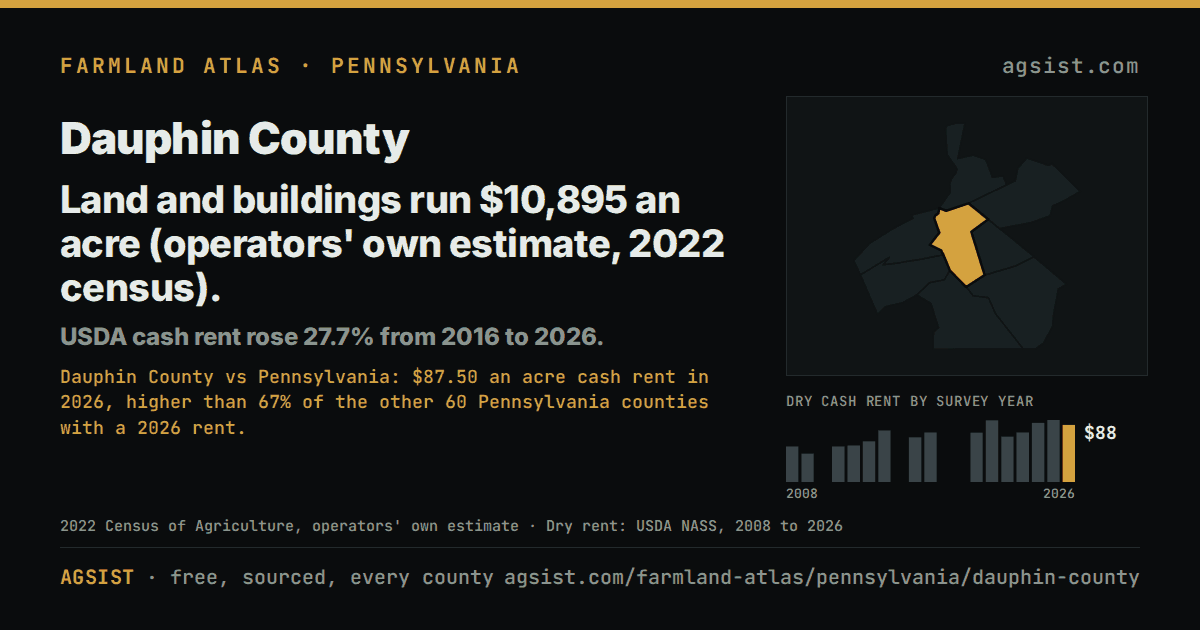 FARMLAND ATLAS · PENNSYLVANIA
agsist.com
Dauphin County
Land and buildings run $10,895 an
acre (operators' own estimate, 2022
census).
USDA cash rent rose 27.7% from 2016 to 2026.
Dauphin County vs Pennsylvania: $87.50 an acre cash rent in
2026, higher than 67% of the other 60 Pennsylvania counties
with a 2026 rent.
DRY CASH RENT BY SURVEY YEAR
$88
2008
2026
2022 Census of Agriculture, operators' own estimate · Dry rent: USDA NASS, 2008 to 2026
AGSIST · free, sourced, every county
agsist.com/farmland-atlas/pennsylvania/dauphin-county